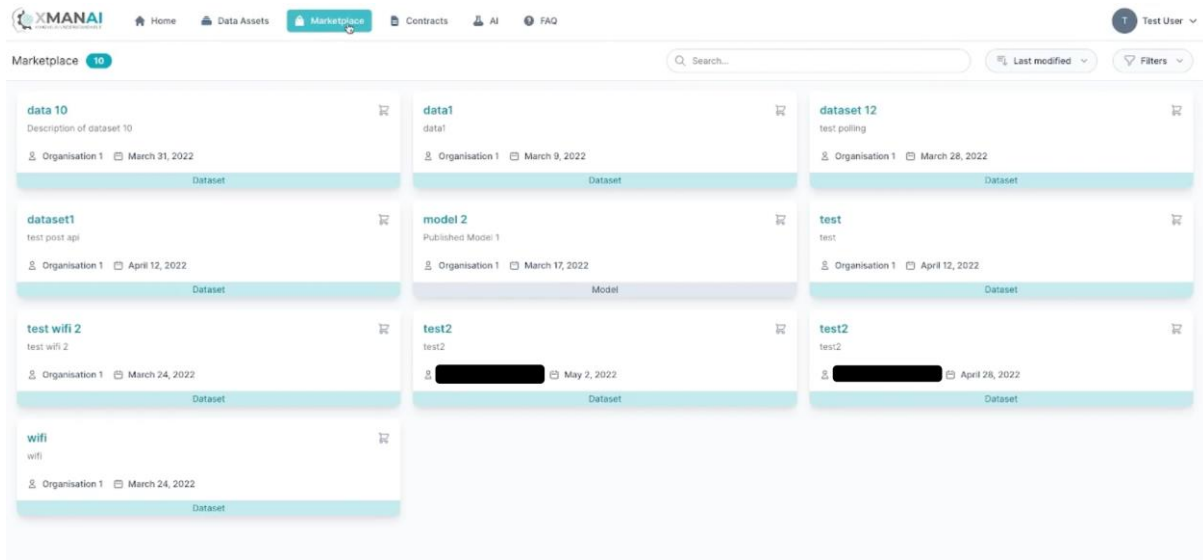 XMANAI
Home
Data Assets
Marketplace
Contracts
AI
FAQ
T
Test User
Marketplace 10
Search...
Last modified
Filters
data 10
Description of dataset 10
Organisation 1 March 31, 2022
Dataset
data1
data1
Organisation 1 March 9, 2022
Dataset
dataset 12
test polling
Organisation 1 March 28, 2022
Dataset
dataset1
test post api
Organisation 1 April 12, 2022
Dataset
model 2
Published Model 1
Organisation 1 March 17, 2022
Model
test
test
Organisation 1 April 12, 2022
Dataset
test wifi 2
test wifi 2
Organisation 1 March 24, 2022
Dataset
test2
test2
May 2, 2022
Dataset
test2
test2
April 28, 2022
Dataset
wifi
wifi
Organisation 1 March 24, 2022
Dataset